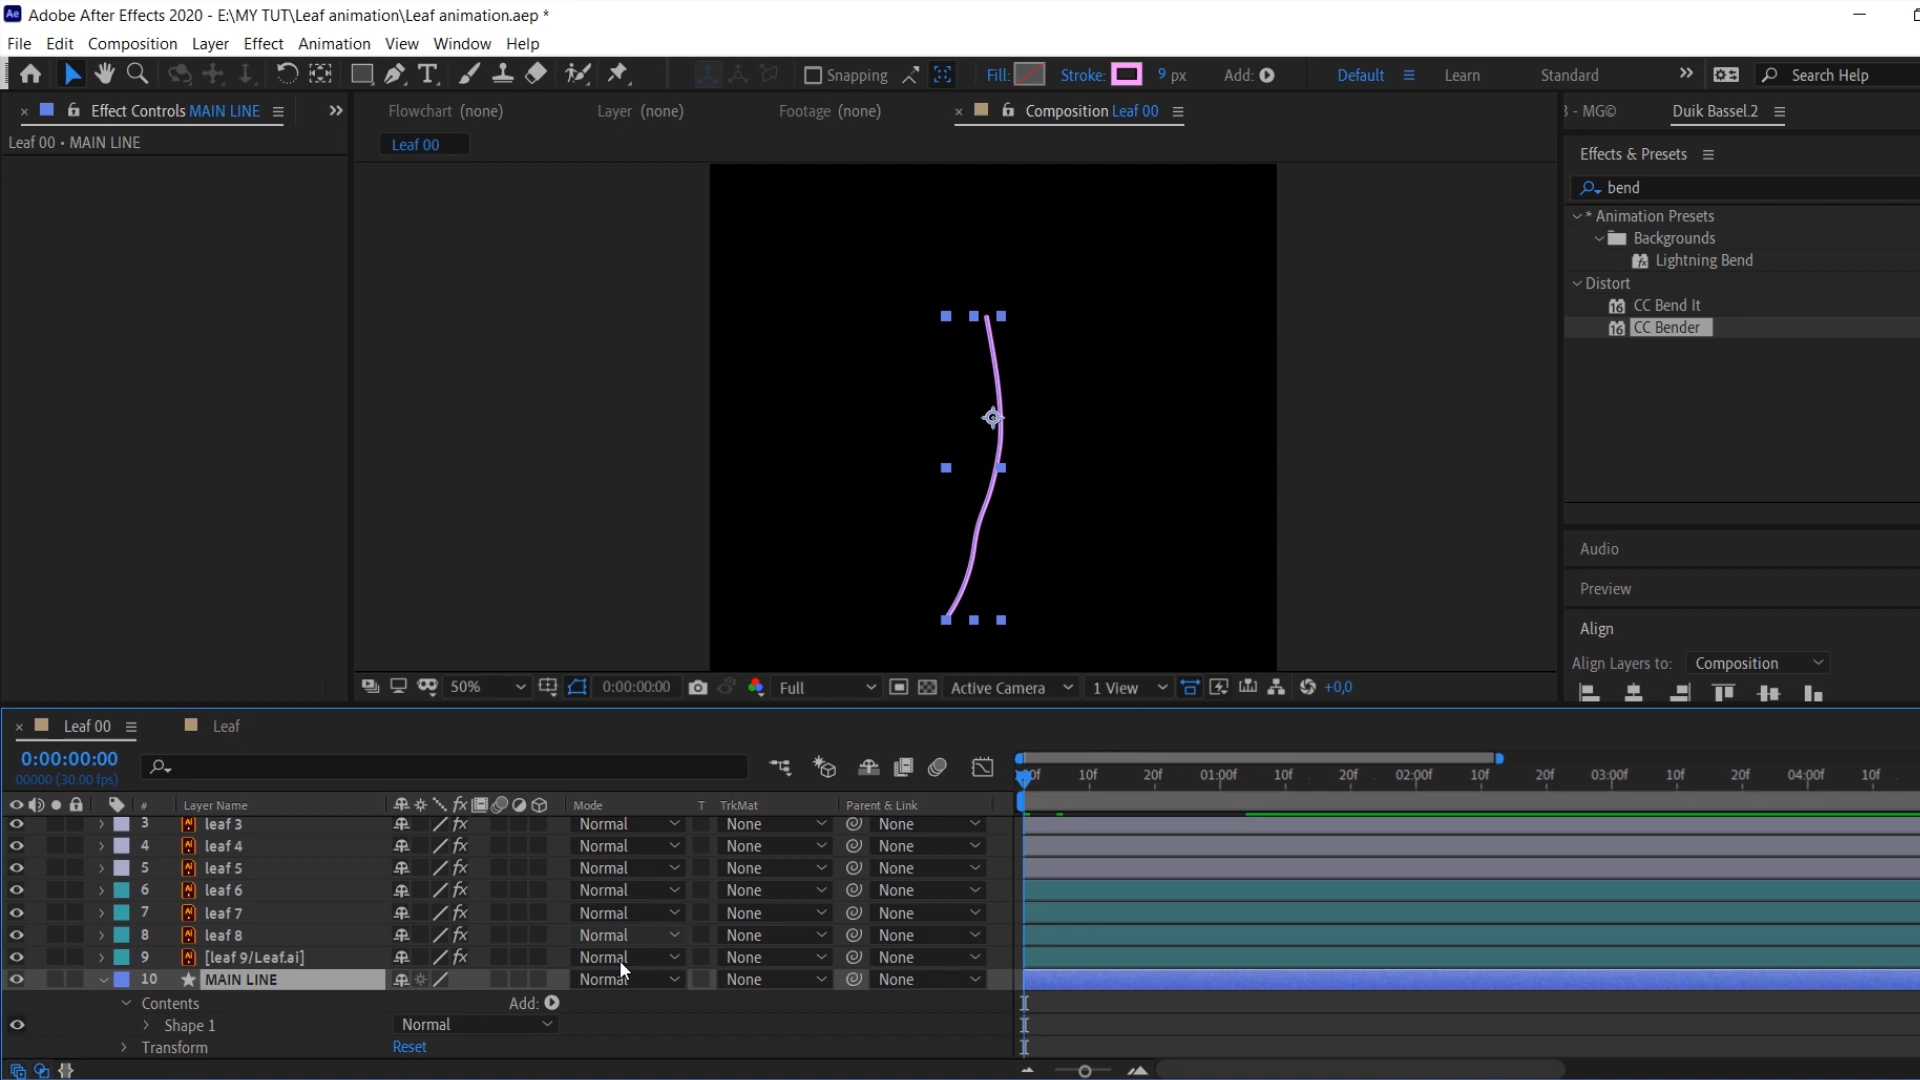 Adobe After Effects 2020 - E:\MY TUT\Leaf animation\Leaf animation.aep *
File Edit Composition Layer Effect Animation View Window Help
Snapping Fill: Stroke: 9 px Add: Default Learn Standard Search Help
Effect Controls MAIN LINE Flowchart (none) Layer (none) Footage (none) Composition Leaf 00 - MG© Duik Bassel.2
Leaf 00 • MAIN LINE Leaf 00
Effects & Presets
bend
* Animation Presets
Backgrounds
Lightning Bend
Distort
CC Bend It
CC Bender
Audio
Preview
Align
Align Layers to: Composition
50% 0:00:00:00 Full Active Camera 1 View +0,0
Leaf 00 Leaf
0:00:00:00
00000 (30.00 fps)
10f 20f 01:00f 10f 20f 02:00f 10f 20f 03:00f 10f 20f 04:00f 10f
# Layer Name Mode T TrkMat Parent & Link
3 leaf 3 Normal None None
4 leaf 4 Normal None None
5 leaf 5 Normal None None
6 leaf 6 Normal None None
7 leaf 7 Normal None None
8 leaf 8 Normal None None
9 [leaf 9/Leaf.ai] Normal None None
10 MAIN LINE Normal None None
Contents Add:
Shape 1 Normal
Transform Reset